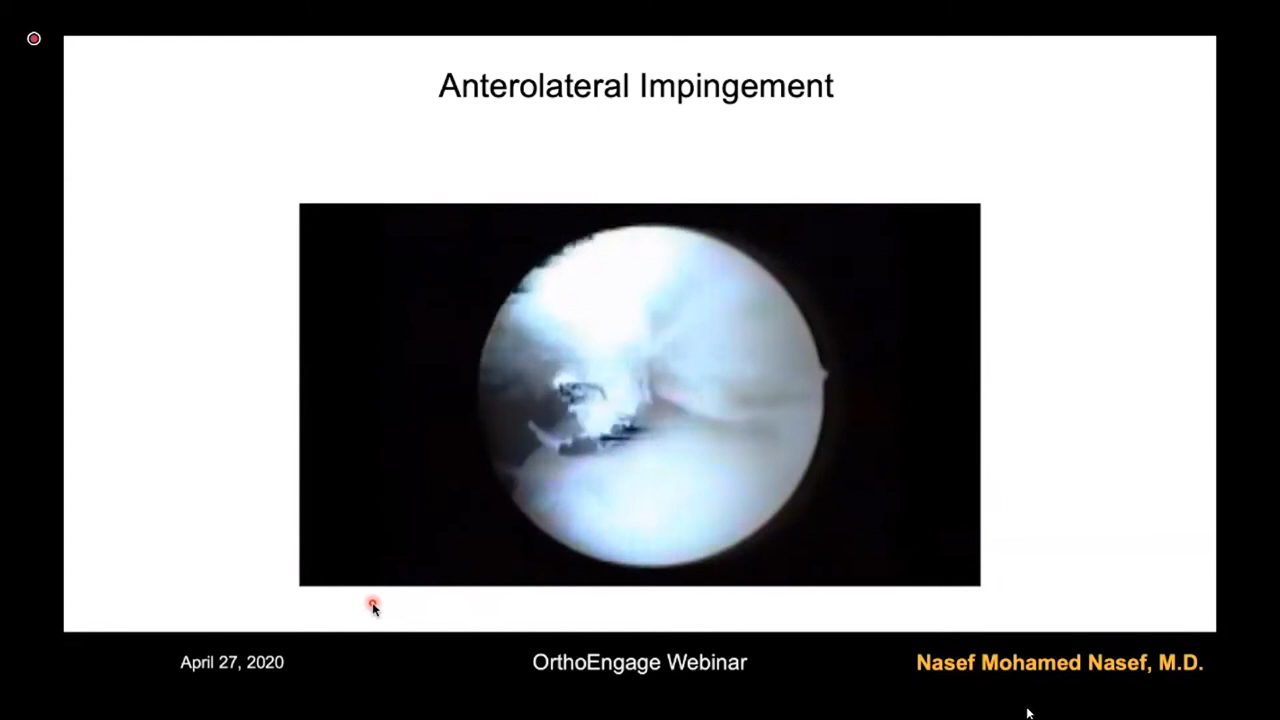 Anterolateral Impingement
April 27, 2020
OrthoEngage Webinar
Nasef Mohamed Nasef, M.D.